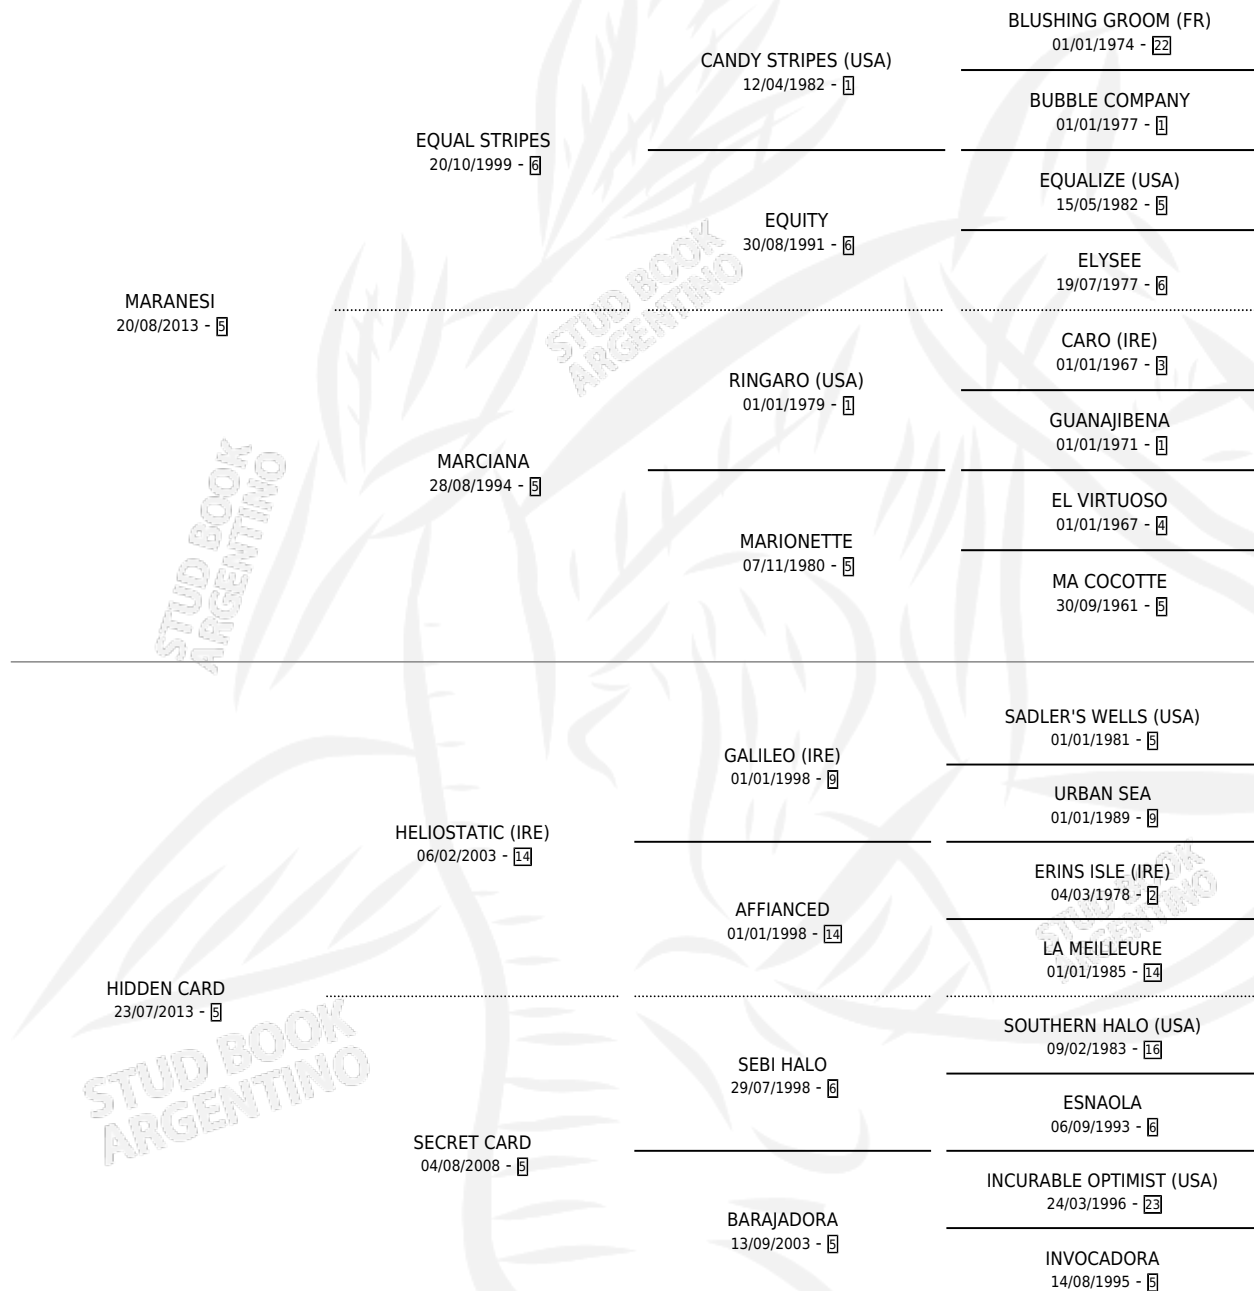 BLUSHING GROOM (FR)
01/01/1974 - 22
CANDY STRIPES (USA)
12/04/1982 - 1
BUBBLE COMPANY
01/01/1977 - 1
EQUAL STRIPES
20/10/1999 - 6
EQUALIZE (USA)
15/05/1982 - 5
EQUITY
30/08/1991 - 6
ELYSEE
19/07/1977 - 6
MARANESI
20/08/2013 - 5
CARO (IRE)
01/01/1967 - 3
RINGARO (USA)
01/01/1979 - 1
GUANAJIBENA
01/01/1971 - 1
MARCIANA
28/08/1994 - 5
EL VIRTUOSO
01/01/1967 - 4
MARIONETTE
07/11/1980 - 5
MA COCOTTE
30/09/1961 - 5
SADLER'S WELLS (USA)
01/01/1981 - 5
GALILEO (IRE)
01/01/1998 - 9
URBAN SEA
01/01/1989 - 9
HELIOSTATIC (IRE)
06/02/2003 - 14
ERINS ISLE (IRE)
04/03/1978 - 2
AFFIANCED
01/01/1998 - 14
LA MEILLEURE
01/01/1985 - 14
HIDDEN CARD
23/07/2013 - 5
SOUTHERN HALO (USA)
09/02/1983 - 16
SEBI HALO
29/07/1998 - 6
ESNAOLA
06/09/1993 - 6
SECRET CARD
04/08/2008 - 5
INCURABLE OPTIMIST (USA)
24/03/1996 - 23
BARAJADORA
13/09/2003 - 5
INVOCADORA
14/08/1995 - 5
STUD BOOK
ARGENTINO
STUD BOOK
ARGENTINO
STUD BOOK
ARGENTINO
STUD BOOK
ARGENTINO